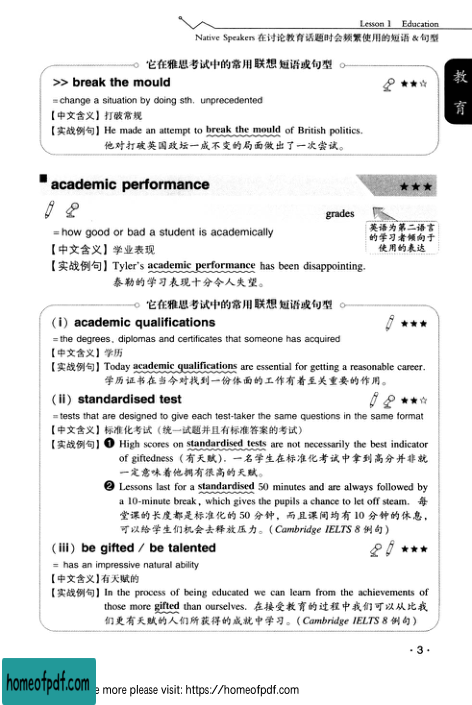 Lesson 1 Education
Native Speakers 在讨论教育话题时会频繁使用的短语 & 句型
教
育
它在雅思考试中的常用联想短语或句型
>> break the mould ★★☆
=change a situation by doing sth. unprecedented
【中文含义】打破常规
【实战例句】He made an attempt to break the mould of British politics.
他对打破英国政坛一成不变的局面做出了一次尝试。
academic performance ★★★
grades
英语为第二语言
的学习者倾向于
使用的表达
=how good or bad a student is academically
【中文含义】学业表现
【实战例句】Tyler's academic performance has been disappointing.
泰勒的学习表现十分令人失望。
它在雅思考试中的常用联想短语或句型
(i) academic qualifications ★★★
=the degrees, diplomas and certificates that someone has acquired
【中文含义】学历
【实战例句】Today academic qualifications are essential for getting a reasonable career.
学历证书在当今对找到一份体面的工作有着至关重要的作用。
(ii) standardised test ★★☆
=tests that are designed to give each test-taker the same questions in the same format
【中文含义】标准化考试（统一试题并且有标准答案的考试）
【实战例句】❶ High scores on standardised tests are not necessarily the best indicator
of giftedness (有天赋). 一名学生在标准化考试中拿到高分并非就
一定意味着他拥有很高的天赋。
❷ Lessons last for a standardised 50 minutes and are always followed by
a 10-minute break, which gives the pupils a chance to let off steam. 每
堂课的长度都是标准化的 50 分钟，而且课间均有 10 分钟的休息，
可以给学生们机会去释放压力。(Cambridge IELTS 8 例句)
(iii) be gifted / be talented ★★★
= has an impressive natural ability
【中文含义】有天赋的
【实战例句】In the process of being educated we can learn from the achievements of
those more gifted than ourselves. 在接受教育的过程中我们可以从比我
们更有天赋的人们所获得的成就中学习。(Cambridge IELTS 8 例句)
· 3 ·
homeofpdf.com
e more please visit: https://homeofpdf.com